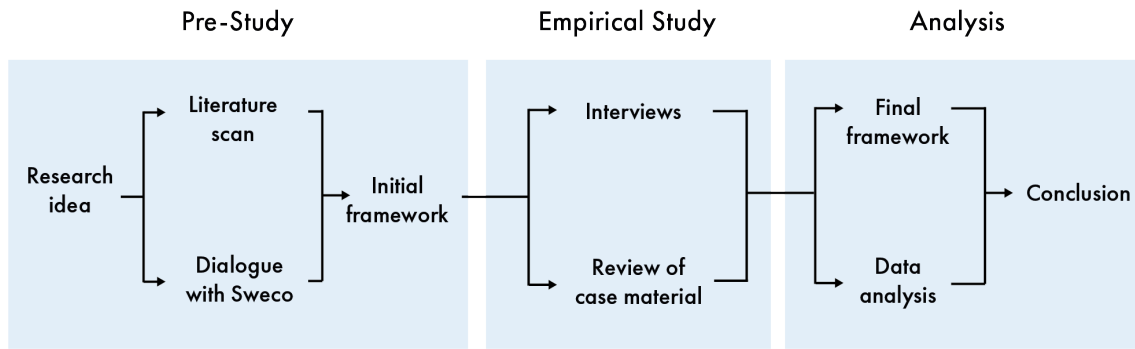 Pre-Study
Empirical Study
Analysis
Research
idea
Literature
scan
Dialogue
with Sweco
Initial
framework
Interviews
Review of
case material
Final
framework
Data
analysis
Conclusion